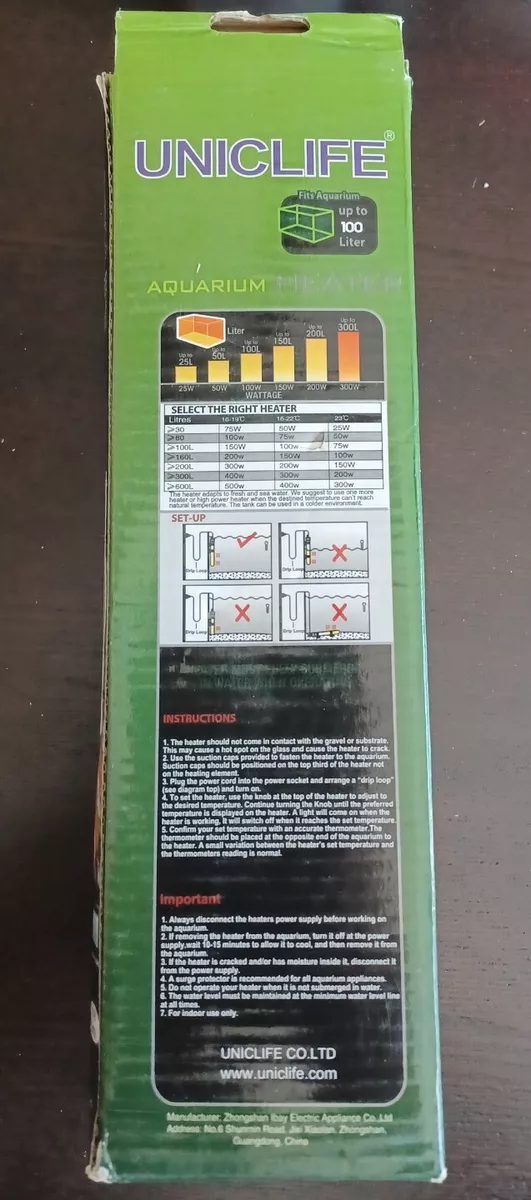 UNICLIFE®
Fits Aquarium
up to
100
Liter
AQUARIUM HEATER
Liter
Up to
25L
Up to
50L
Up to
100L
Up to
150L
Up to
200L
Up to
300L
25W 50W 100W 150W 200W 300W
WATTAGE
SELECT THE RIGHT HEATER
Litres 16-19℃ 16-22℃ 23℃
≥30 75W 50W 25W
≥60 100w 75w 50w
≥100L 150W 100w 75w
≥160L 200w 150W 100w
≥200L 300w 200w 150W
≥300L 400w 300w 200w
≥600L 500w 400w 300w
The heater adapts to fresh and sea water. We suggest to use one more
heater or high power heater when the destined temperature can't reach
natural temperature. The tank can be used in a colder environment.
SET-UP
Drip Loop
Drip Loop
Drip Loop
Drip Loop
IN WATER WHEN OPERATING
INSTRUCTIONS
1. The heater should not come in contact with the gravel or substrate.
This may cause a hot spot on the glass and cause the heater to crack.
2. Use the suction caps provided to fasten the heater to the aquarium.
Suction caps should be positioned on the top third of the heater not
on the heating element.
3. Plug the power cord into the power socket and arrange a "drip loop"
(see diagram top) and turn on.
4. To set the heater, use the knob at the top of the heater to adjust to
the desired temperature. Continue turning the Knob until the preferred
temperature is displayed on the heater. A light will come on when the
heater is working, it will switch off when it reaches the set temperature.
5. Confirm your set temperature with an accurate thermometer.The
thermometer should be placed at the opposite end of the aquarium to
the heater. A small variation between the heater's set temperature and
the thermometers reading is normal.
Important
1. Always disconnect the heaters power supply before working on
the aquarium.
2. If removing the heater from the aquarium, turn it off at the power
supply.wait 10-15 minutes to allow it to cool, and then remove it from
the aquarium.
3. If the heater is cracked and/or has moisture inside it, disconnect it
from the power supply.
4. A surge protector is recommended for all aquarium appliances.
5. Do not operate your heater when it is not submerged in water.
6. The water level must be maintained at the minimum water level line
at all times.
7. For indoor use only.
UNICLIFE CO.LTD
www.uniclife.com
Manufacturer: Zhongshan Ibay Electric Appliance Co.,Ltd
Address: No.6 Shunmin Road, Jixi Xiaolan, Zhongshan,
Guangdong, China